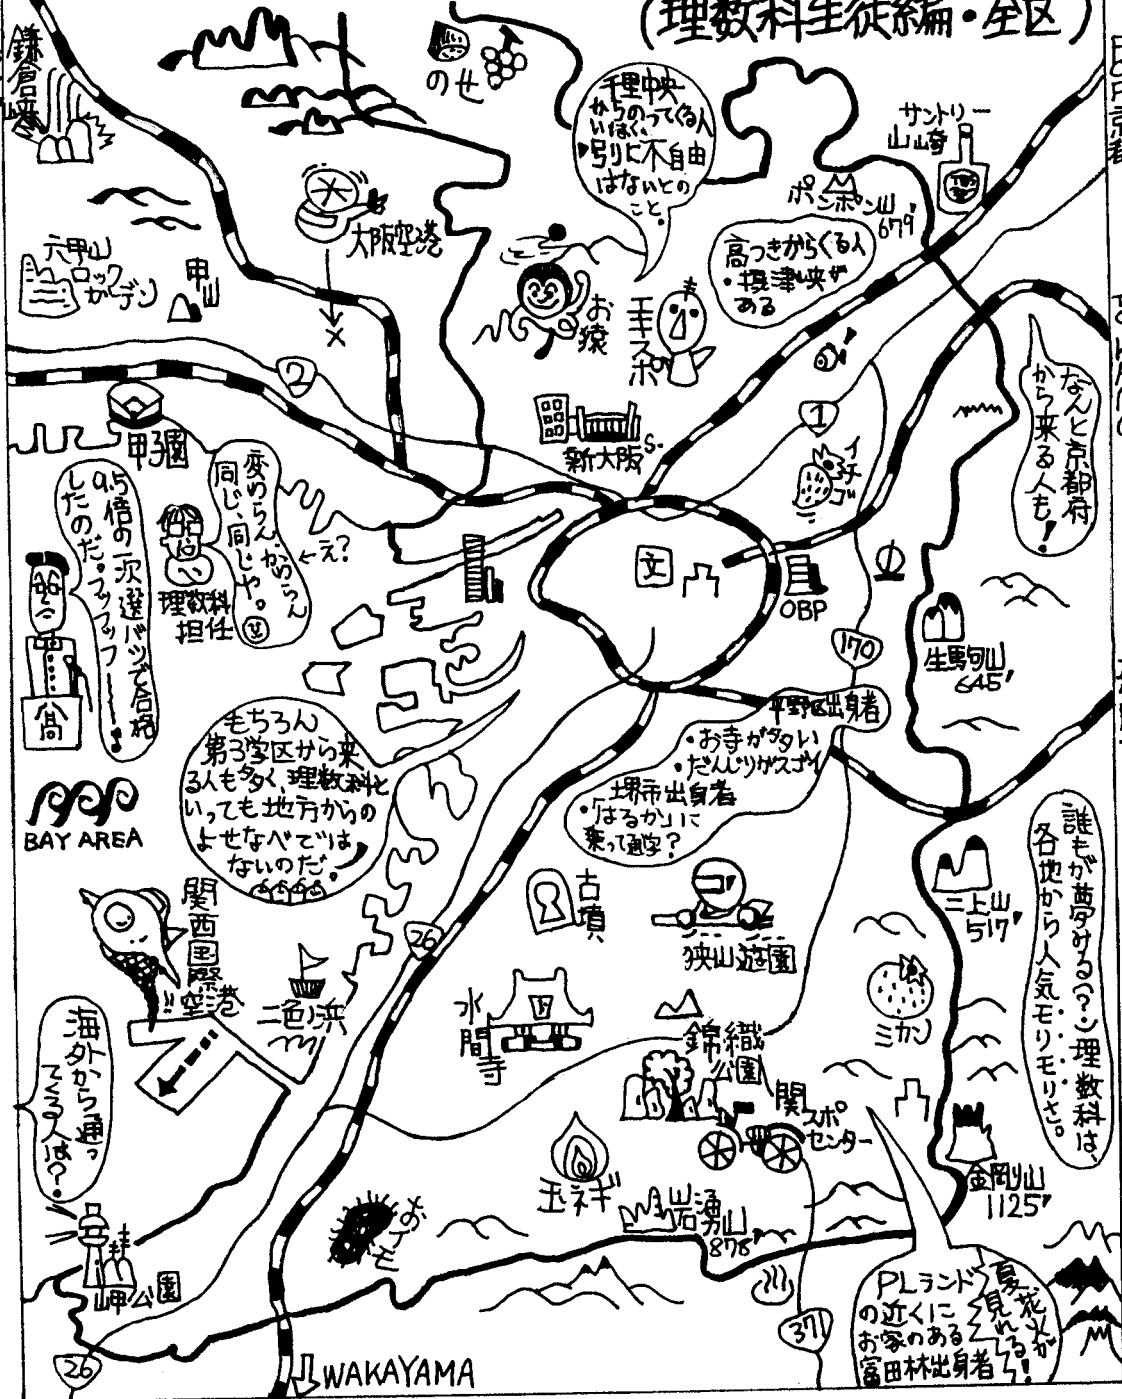 (理数科生徒編・全区)
鎌倉峡
のせ
千里中央
からのってくる人
いわく、
号りに不自由
はないとの
こと。
サントリー
山崎
ポンポン山
679'
大阪空港
六甲山
ロック
ガーデン
甲山
高つきからくる人
・摂津峡が
ある
お猿
エキスポ
2
甲子園
新大阪S.
1
イチゴ
なんと京都府
から来る人も!
9.5倍の一次選バツで合格
したのだ。フッフッフー
変わらん、かわらん
同じ、同じや。
←え?
理数科
担任
高
文
OBP
170
生駒山
645'
もちろん
第3学区から来
る人も多く、理数科と
いっても地方からの
よせなべでは
ないのだ!
平野区出身者
・お寺が多い
・だんじりがスゴイ
堺市出身者
・「はるか」に
乗って通学?
BAY AREA
関西国際空港
二色ノ浜
26
古墳
狭山遊園
二上山
517'
誰もが夢みる(?)理数科は、
各地から人気モリモリさ。
水間寺
錦織
公園
ミカン
関
スポ
センター
海外から通っ
てくる人は?
玉ネギ
岩湧山
878'
金剛山
1125'
岬公園
26
WAKAYAMA
371
PLランド
の近くに
お家のある
富田林出身者
夏、花火が
見れる!